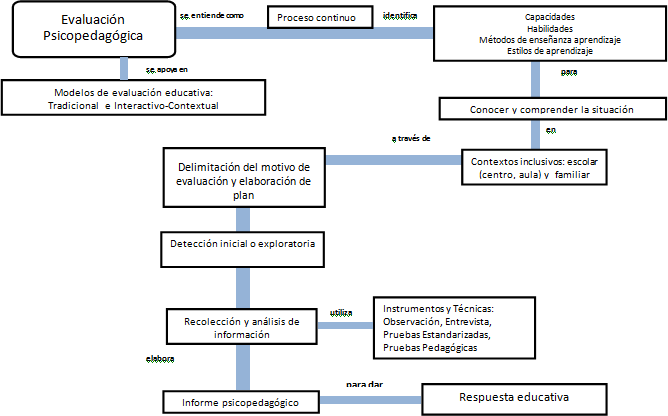 Evaluación
Psicopedagógica
se entiende como
Proceso continuo
identifica
Capacidades
Habilidades
Métodos de enseñanza aprendizaje
Estilos de aprendizaje
se apoya en
para
Modelos de evaluación educativa:
Tradicional e Interactivo-Contextual
Conocer y comprender la situación
en
a través de
Delimitación del motivo de
evaluación y elaboración de
plan
Contextos inclusivos: escolar
(centro, aula) y familiar
Detección inicial o exploratoria
Recolección y análisis de
información
utiliza
Instrumentos y Técnicas:
Observación, Entrevista,
Pruebas Estandarizadas,
Pruebas Pedagógicas
elabora
Informe psicopedagógico
para dar
Respuesta educativa